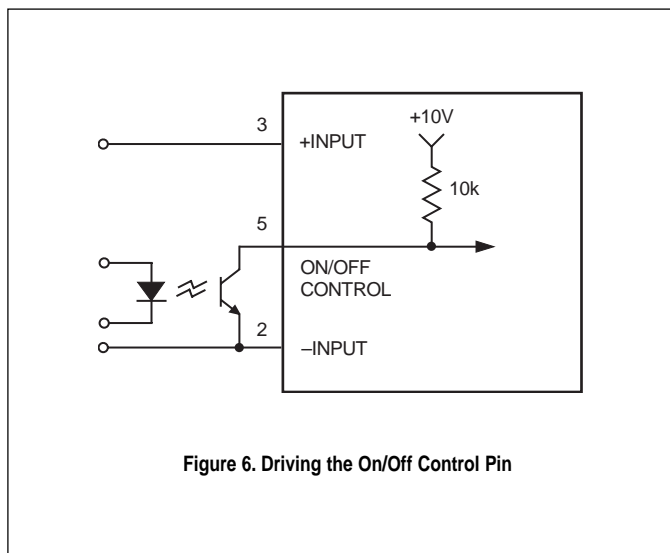 3
+INPUT
+10V
10k
5
ON/OFF
CONTROL
2
–INPUT
Figure 6. Driving the On/Off Control Pin